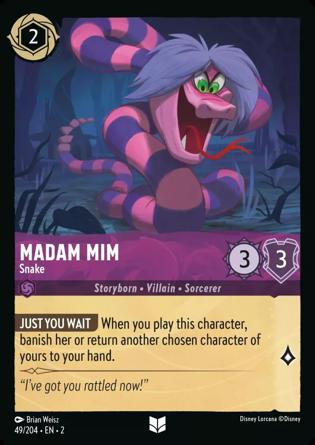 2
MADAM MIM
Snake
3 3
Storyborn • Villain • Sorcerer
JUST YOU WAIT When you play this character,
banish her or return another chosen character of
yours to your hand.
“I’ve got you rattled now!”
Brian Weisz
Disney Lorcana ©Disney
49/204 • EN • 2